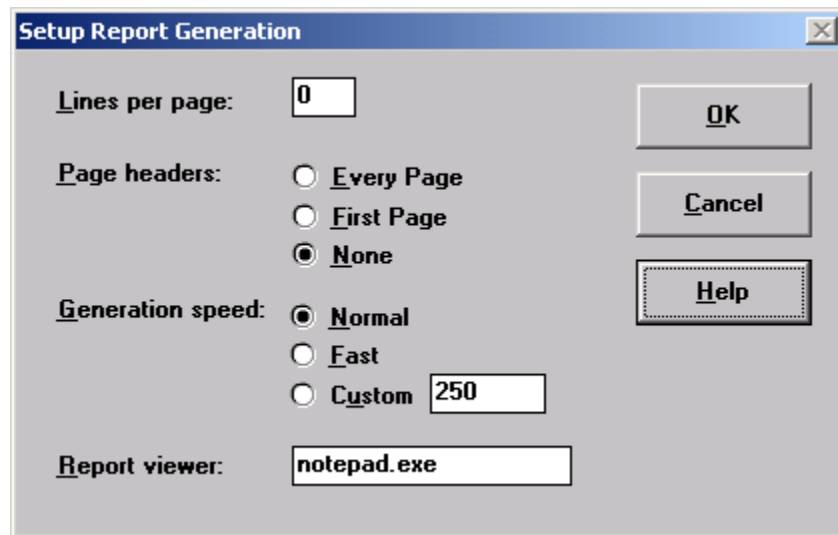 Setup Report Generation
Lines per page: 0
OK
Page headers:
Every Page
First Page
None
Cancel
Help
Generation speed:
Normal
Fast
Custom 250
Report viewer: notepad.exe